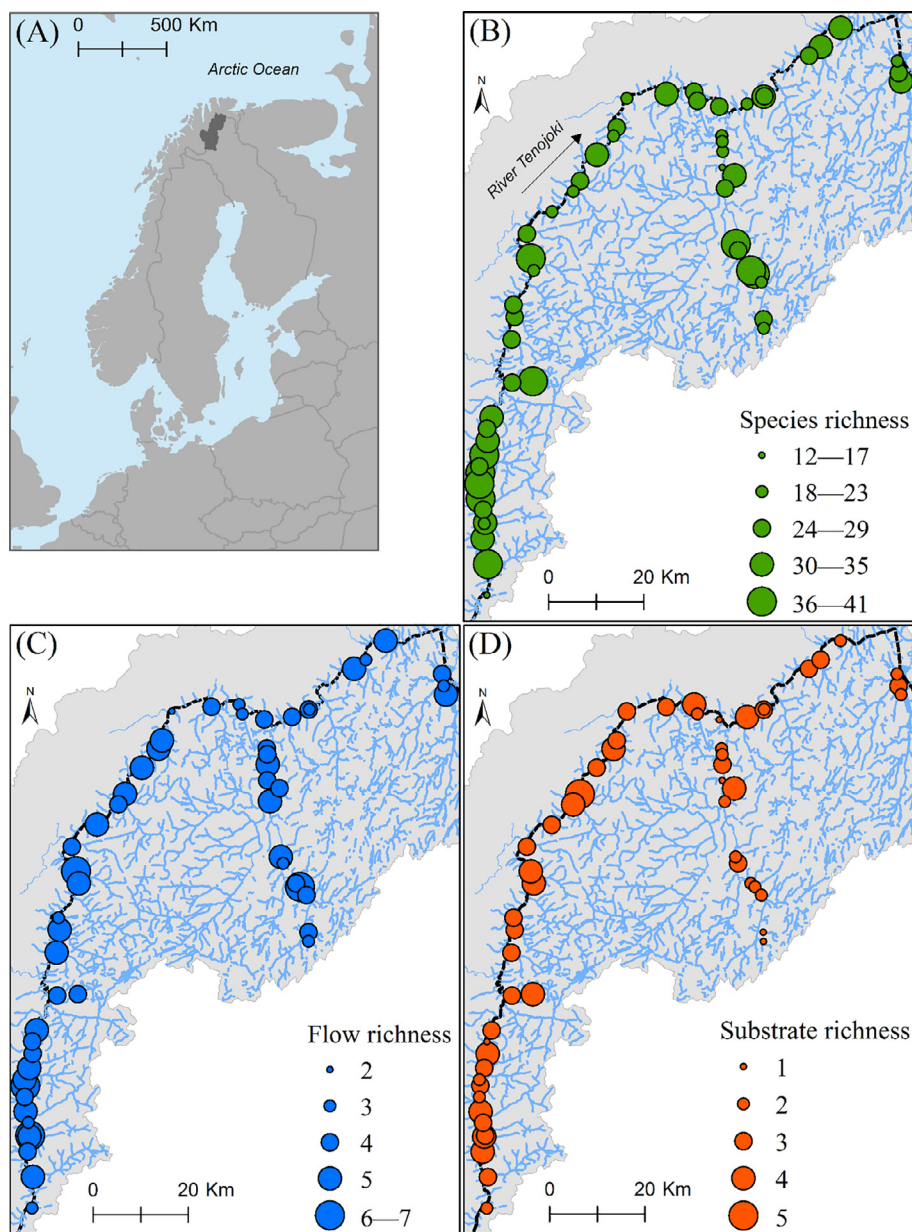 (A)
0 500 Km
Arctic Ocean
(B)
N
River Tenojoki
Species richness
12—17
18—23
24—29
30—35
36—41
0 20 Km
(C)
N
Flow richness
2
3
4
5
6—7
0 20 Km
(D)
N
Substrate richness
1
2
3
4
5
0 20 Km